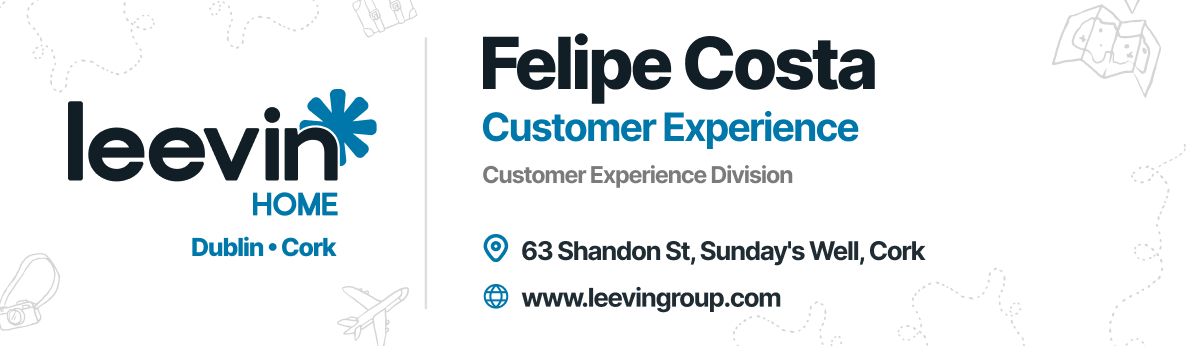 leevin
HOME
Dublin • Cork
Felipe Costa
Customer Experience
Customer Experience Division
63 Shandon St, Sunday's Well, Cork
www.leevingroup.com